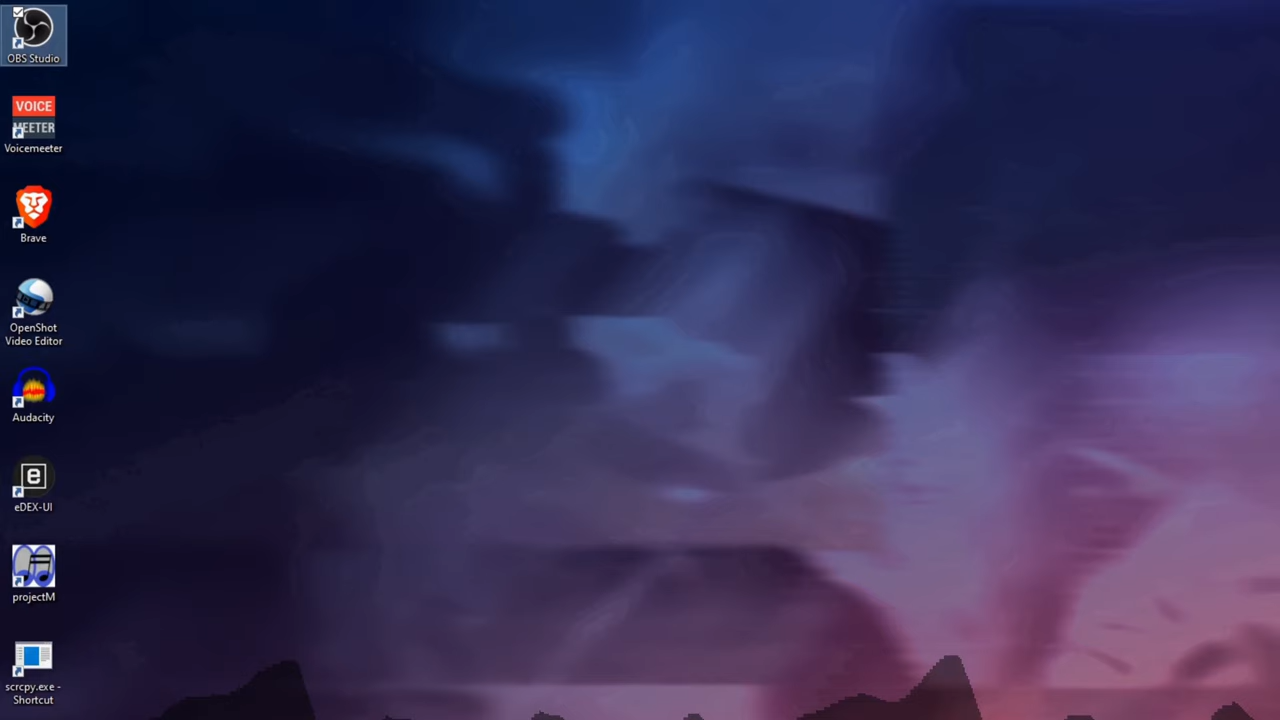 OBS Studio
VOICE
MEETER
Voicemeeter
Brave
OpenShot
Video Editor
Audacity
e
eDEX-UI
projectM
scrcpy.exe -
Shortcut